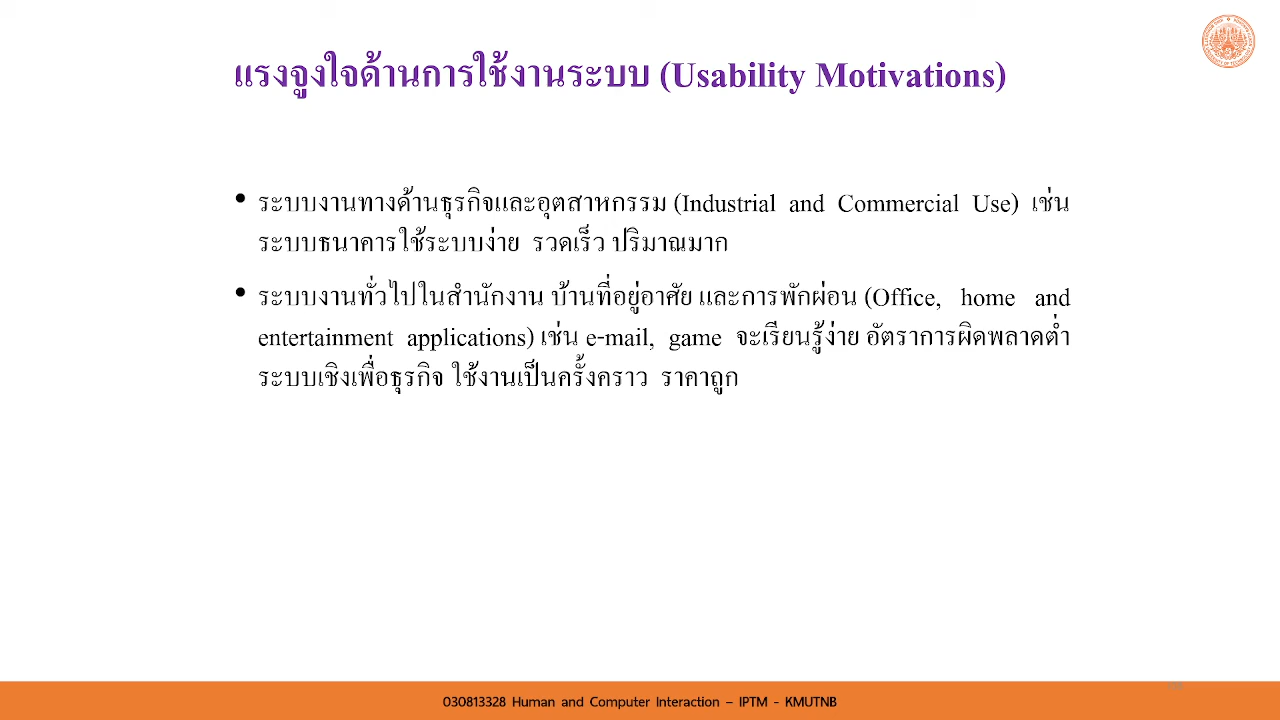 แรงจูงใจด้านการใช้งานระบบ (Usability Motivations)
• ระบบงานทางด้านธุรกิจและอุตสาหกรรม (Industrial and Commercial Use) เช่น
ระบบธนาคารใช้ระบบง่าย รวดเร็ว ปริมาณมาก
• ระบบงานทั่วไปในสำนักงาน บ้านที่อยู่อาศัย และการพักผ่อน (Office, home and
entertainment applications) เช่น e-mail, game จะเรียนรู้ง่าย อัตราการผิดพลาดต่ำ
ระบบเชิงเพื่อธุรกิจ ใช้งานเป็นครั้งคราว ราคาถูก
030813328 Human and Computer Interaction – IPTM - KMUTNB